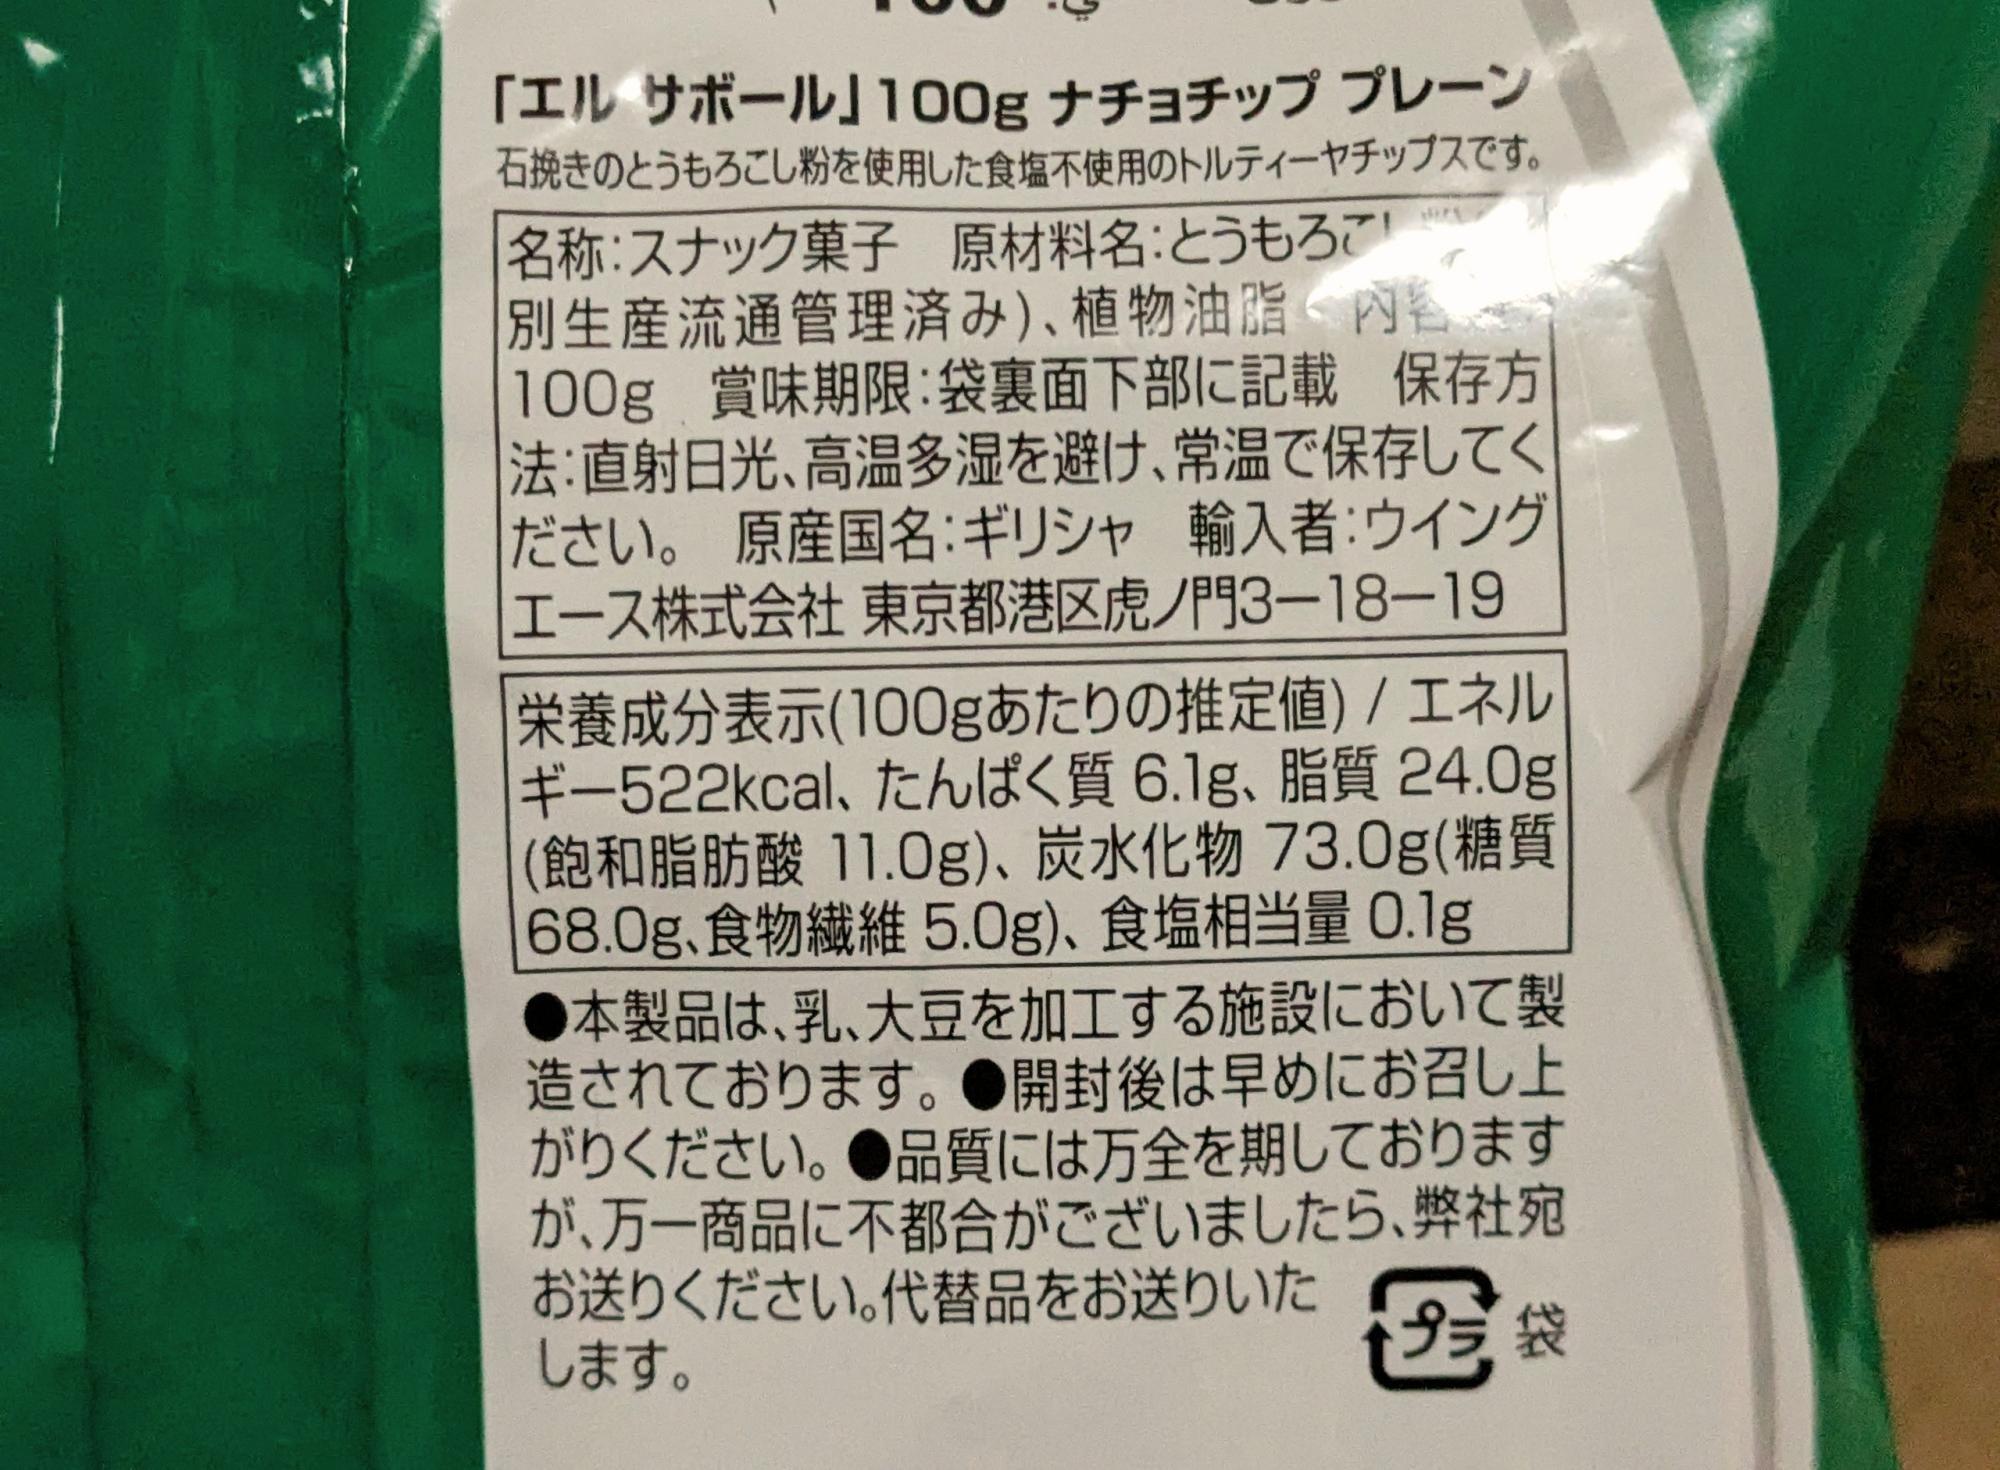 「エル サボール」100g ナチョチップ プレーン
石挽きのとうもろこし粉を使用した食塩不使用のトルティーヤチップスです。
名称:スナック菓子 原材料名:とうもろこし
別生産流通管理済み)、植物油脂 内容
100g 賞味期限:袋裏面下部に記載 保存方
法:直射日光、高温多湿を避け、常温で保存してく
ださい。 原産国名:ギリシャ 輸入者:ウイング
エース株式会社 東京都港区虎ノ門3ー18ー19
栄養成分表示(100gあたりの推定値) / エネル
ギー522kcal、たんぱく質 6.1g、脂質 24.0g
(飽和脂肪酸 11.0g)、炭水化物 73.0g(糖質
68.0g、食物繊維 5.0g)、食塩相当量 0.1g
●本製品は、乳、大豆を加工する施設において製
造されております。●開封後は早めにお召し上
がりください。●品質には万全を期しております
が、万一商品に不都合がございましたら、弊社宛
お送りください。代替品をお送りいた
します。
プラ 袋